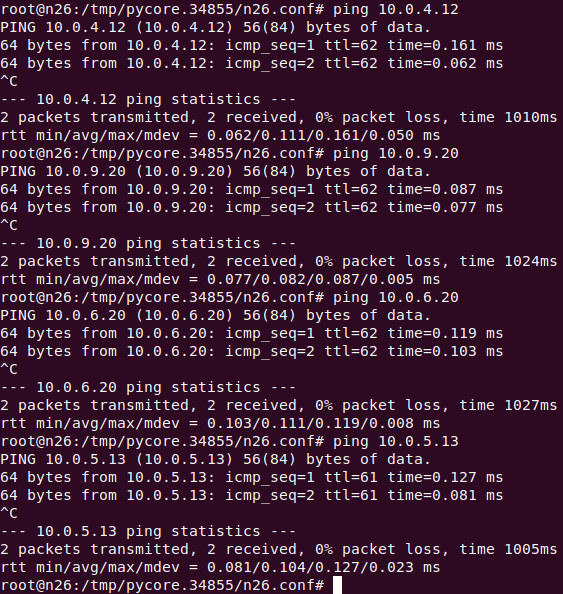 root@n26:/tmp/pycore.34855/n26.conf# ping 10.0.4.12
PING 10.0.4.12 (10.0.4.12) 56(84) bytes of data.
64 bytes from 10.0.4.12: icmp_seq=1 ttl=62 time=0.161 ms
64 bytes from 10.0.4.12: icmp_seq=2 ttl=62 time=0.062 ms
^C
--- 10.0.4.12 ping statistics ---
2 packets transmitted, 2 received, 0% packet loss, time 1010ms
rtt min/avg/max/mdev = 0.062/0.111/0.161/0.050 ms
root@n26:/tmp/pycore.34855/n26.conf# ping 10.0.9.20
PING 10.0.9.20 (10.0.9.20) 56(84) bytes of data.
64 bytes from 10.0.9.20: icmp_seq=1 ttl=62 time=0.087 ms
64 bytes from 10.0.9.20: icmp_seq=2 ttl=62 time=0.077 ms
^C
--- 10.0.9.20 ping statistics ---
2 packets transmitted, 2 received, 0% packet loss, time 1024ms
rtt min/avg/max/mdev = 0.077/0.082/0.087/0.005 ms
root@n26:/tmp/pycore.34855/n26.conf# ping 10.0.6.20
PING 10.0.6.20 (10.0.6.20) 56(84) bytes of data.
64 bytes from 10.0.6.20: icmp_seq=1 ttl=62 time=0.119 ms
64 bytes from 10.0.6.20: icmp_seq=2 ttl=62 time=0.103 ms
^C
--- 10.0.6.20 ping statistics ---
2 packets transmitted, 2 received, 0% packet loss, time 1027ms
rtt min/avg/max/mdev = 0.103/0.111/0.119/0.008 ms
root@n26:/tmp/pycore.34855/n26.conf# ping 10.0.5.13
PING 10.0.5.13 (10.0.5.13) 56(84) bytes of data.
64 bytes from 10.0.5.13: icmp_seq=1 ttl=61 time=0.127 ms
64 bytes from 10.0.5.13: icmp_seq=2 ttl=61 time=0.081 ms
^C
--- 10.0.5.13 ping statistics ---
2 packets transmitted, 2 received, 0% packet loss, time 1005ms
rtt min/avg/max/mdev = 0.081/0.104/0.127/0.023 ms
root@n26:/tmp/pycore.34855/n26.conf#